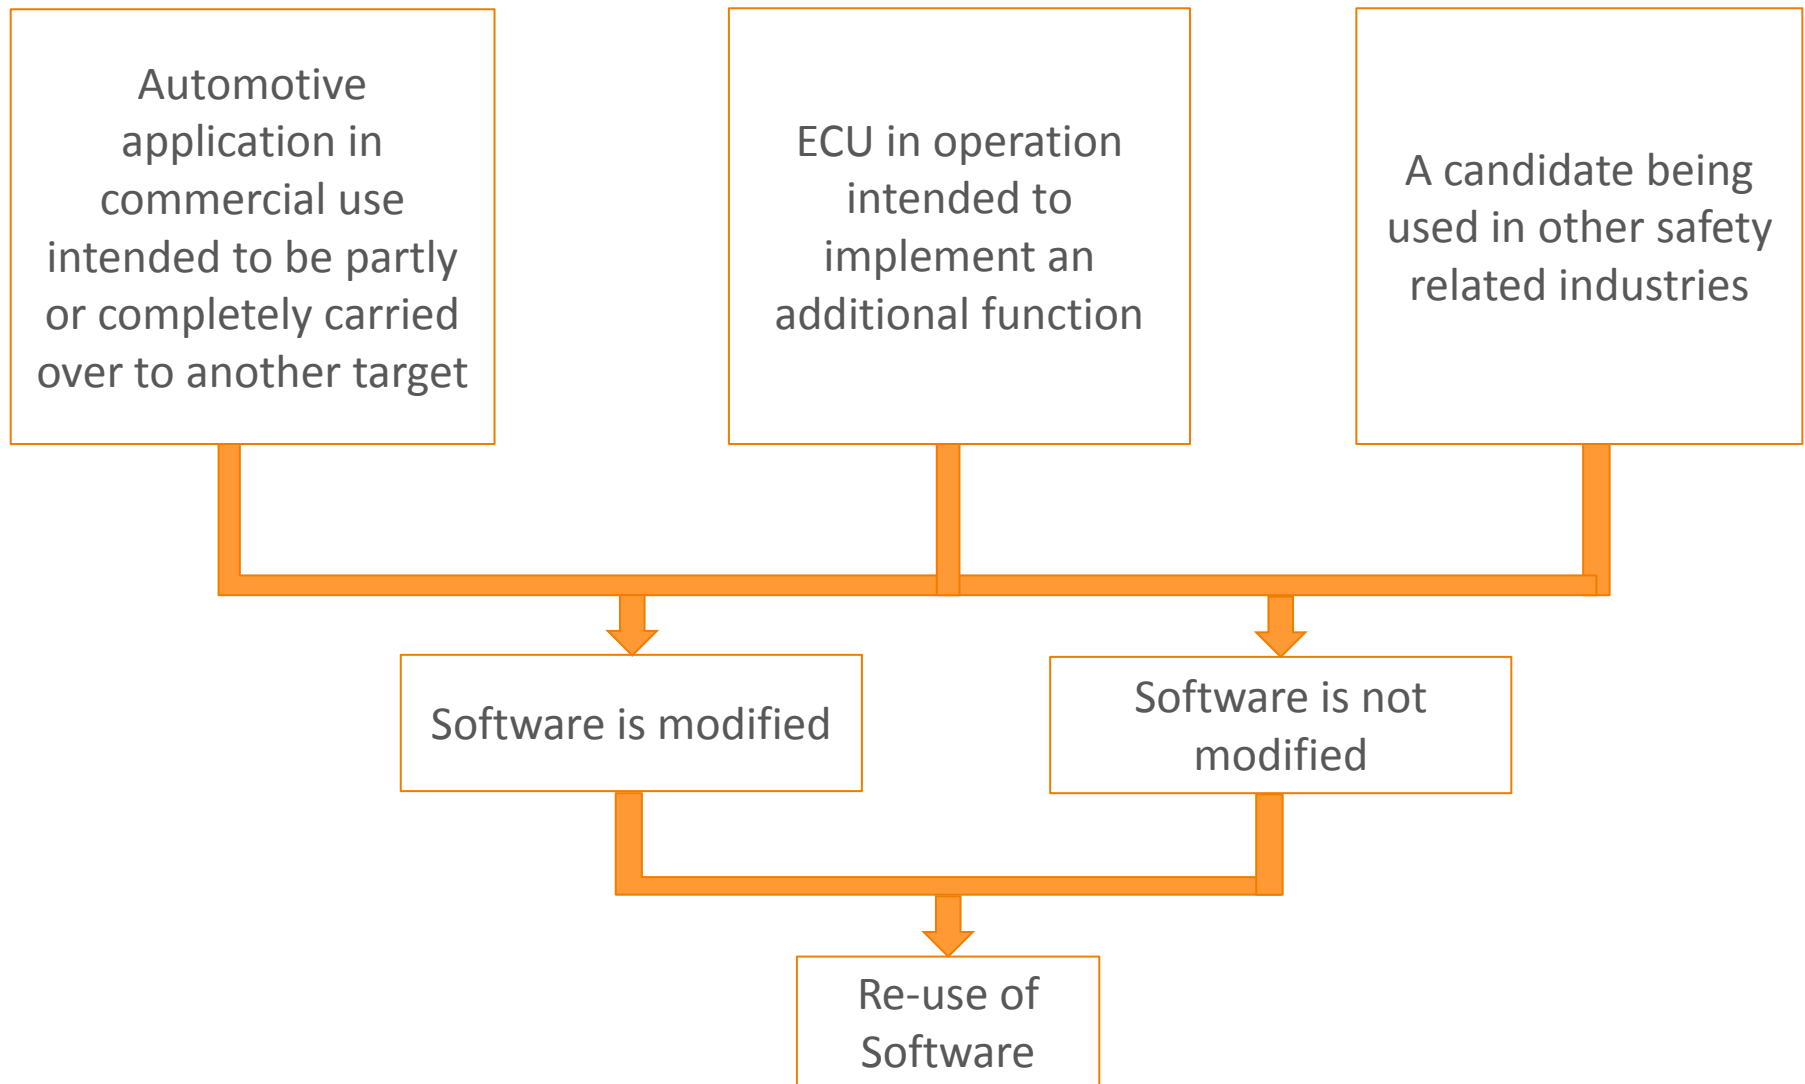 Automotive
application in
commercial use
intended to be partly
or completely carried
over to another target
ECU in operation
intended to
implement an
additional function
A candidate being
used in other safety
related industries
Software is modified
Software is not
modified
Re-use of
Software